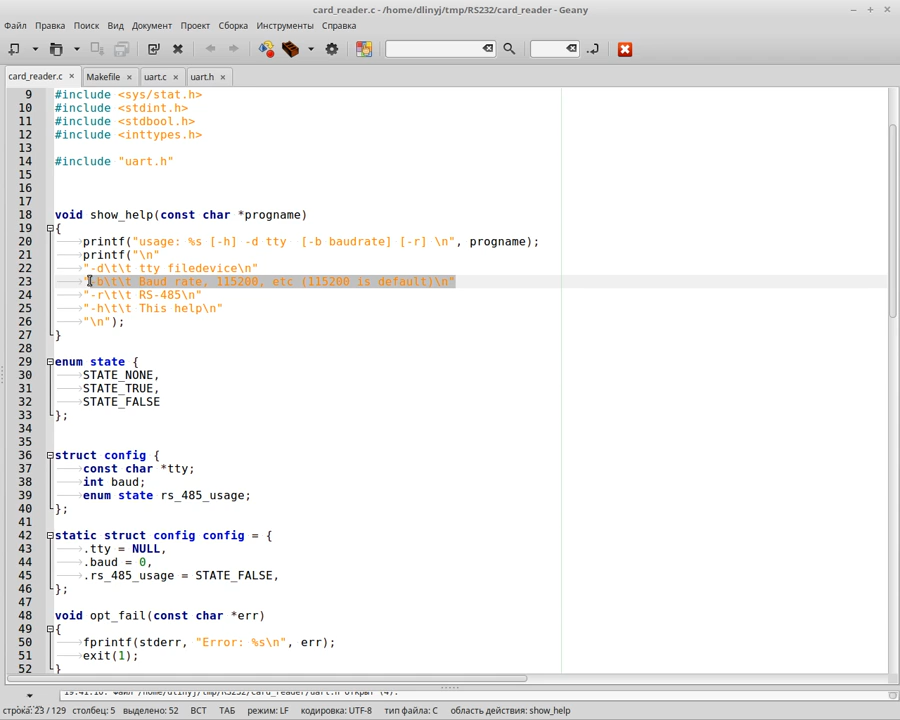 card_reader.c - /home/dlinyj/tmp/RS232/card_reader - Geany
Файл Правка Поиск Вид Документ Проект Сборка Инструменты Справка
card_reader.c × Makefile × uart.c × uart.h ×
9 #include <sys/stat.h>
10 #include <stdint.h>
11 #include <stdbool.h>
12 #include <inttypes.h>
13
14 #include "uart.h"
15
16
17
18 void show_help(const char *progname)
19 {
20 printf("usage: %s [-h] -d tty  [-b baudrate] [-r] \n", progname);
21 printf("\n"
22 "-d\t\t tty filedevice\n"
23 "-b\t\t Baud rate, 115200, etc (115200 is default)\n"
24 "-r\t\t RS-485\n"
25 "-h\t\t This help\n"
26 "\n");
27 }
28
29 enum state {
30 STATE_NONE,
31 STATE_TRUE,
32 STATE_FALSE
33 };
34
35
36 struct config {
37 const char *tty;
38 int baud;
39 enum state rs_485_usage;
40 };
41
42 static struct config config = {
43 .tty = NULL,
44 .baud = 0,
45 .rs_485_usage = STATE_FALSE,
46 };
47
48 void opt_fail(const char *err)
49 {
50 fprintf(stderr, "Error: %s\n", err);
51 exit(1);
52 }
19:41:10: Файл /home/dlinyj/tmp/RS232/card_reader/uart.h открыт (4).
строка: 23 / 129 столбец: 5 выделено: 52 ВСТ ТАБ режим: LF кодировка: UTF-8 тип файла: C область действия: show_help